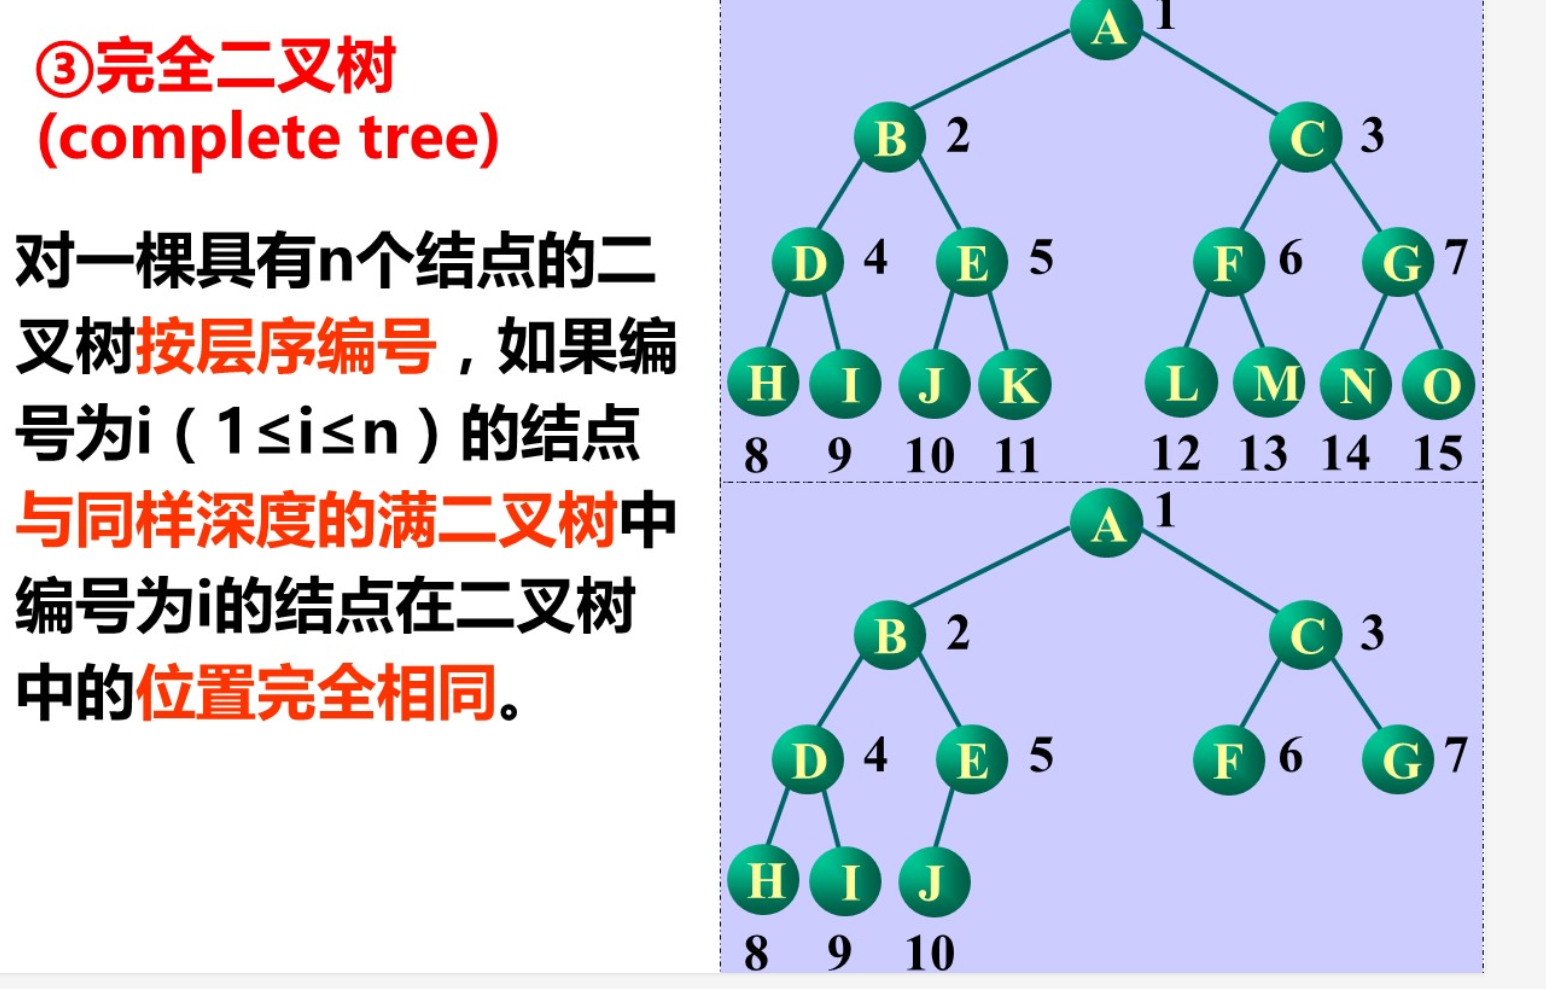 ③完全二叉树
(complete tree)
对一棵具有n个结点的二
叉树按层序编号，如果编
号为i（1≤i≤n）的结点
与同样深度的满二叉树中
编号为i的结点在二叉树
中的位置完全相同。
A 1
B 2 C 3
D 4 E 5 F 6 G 7
H I J K L M N O
8 9 10 11 12 13 14 15
A 1
B 2 C 3
D 4 E 5 F 6 G 7
H I J
8 9 10